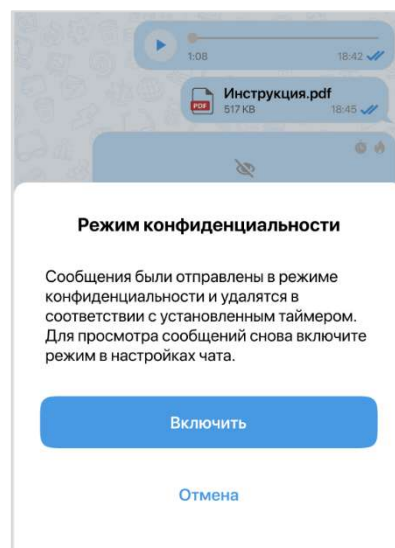 1:08
18:42
Инструкция.pdf
PDF
517 KB
18:45
Режим конфиденциальности
Сообщения были отправлены в режиме
конфиденциальности и удалятся в
соответствии с установленным таймером.
Для просмотра сообщений снова включите
режим в настройках чата.
Включить
Отмена